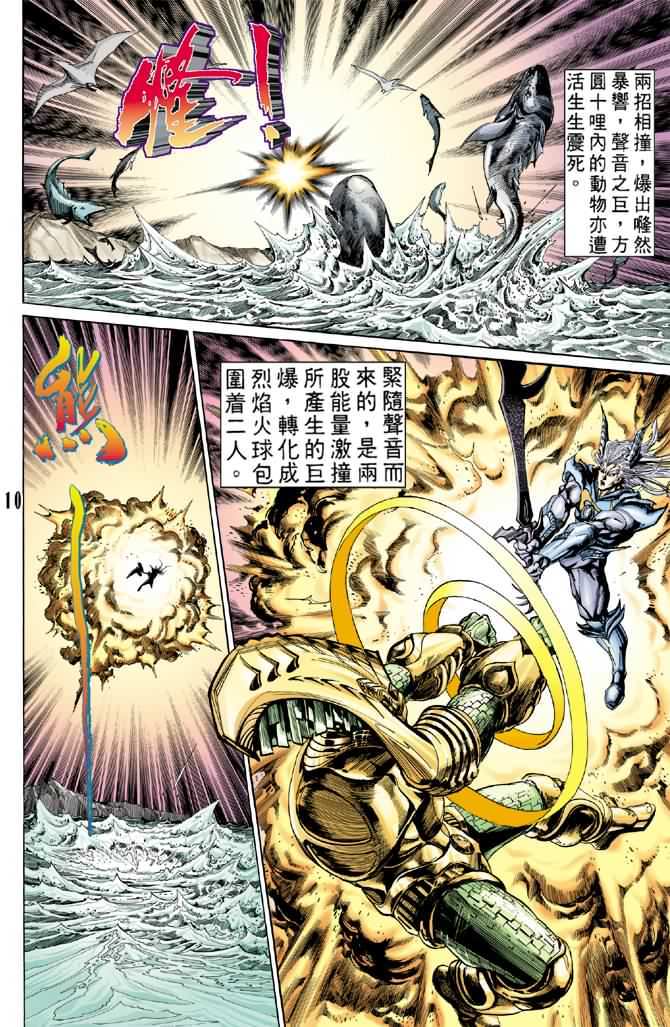 嗤！
兩招相撞，爆出嗤然
暴響，聲音之巨，方
圓十哩內的動物亦遭
活生生震死。
緊隨聲音而
來的，是兩
股能量激撞
所產生的巨
爆，轉化成
烈焰火球包
圍着二人。
熊
10